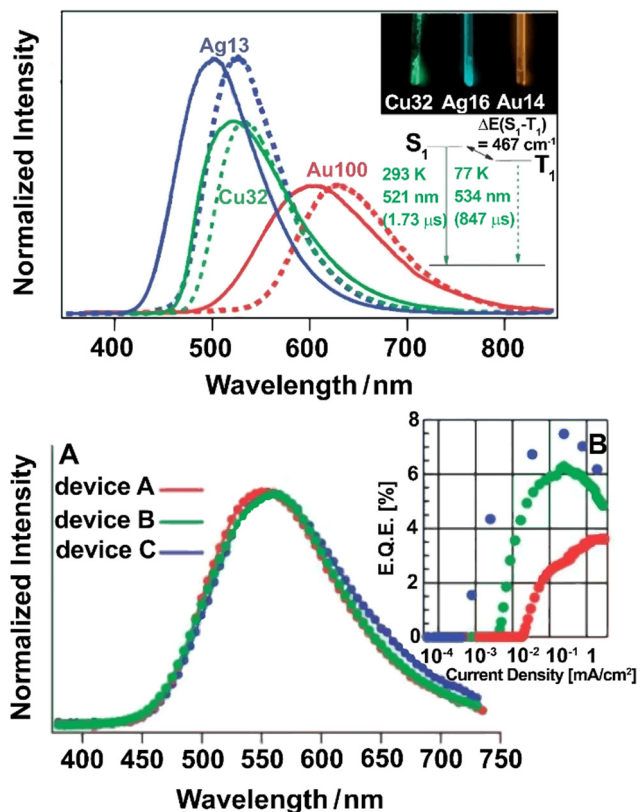 Normalized Intensity
Ag13
Cu32
Au100
Cu32 Ag16 Au14
ΔE(S₁-T₁)
= 467 cm⁻¹
S₁
T₁
293 K 77 K
521 nm 534 nm
(1.73 μs) (847 μs)
400 500 600 700 800
Wavelength /nm
Normalized Intensity
A
device A
device B
device C
B
E.Q.E. [%]
8
6
4
2
0
10⁻⁴ 10⁻³ 10⁻² 10⁻¹ 1
Current Density [mA/cm²]
400 450 500 550 600 650 700 750
Wavelength /nm